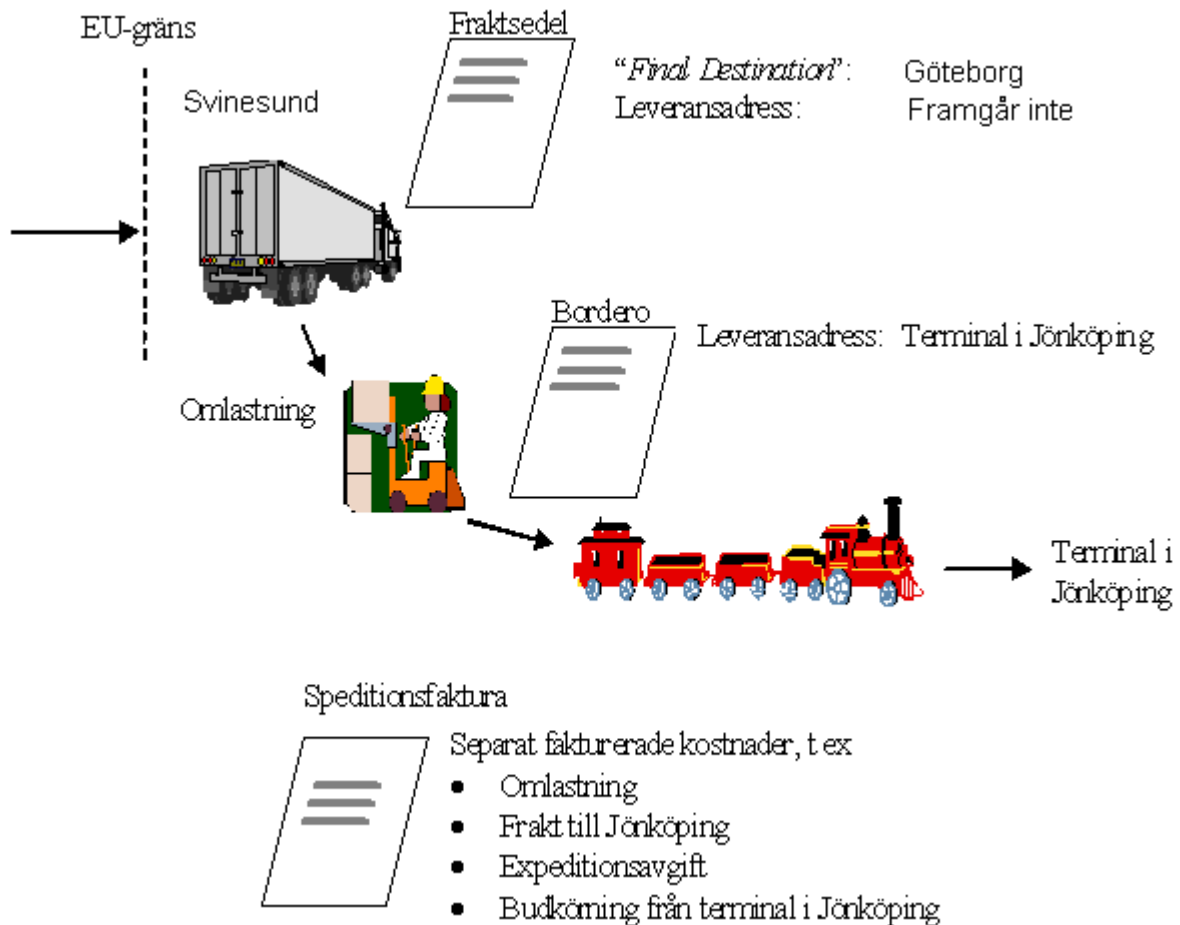 EU-gräns
Fraktsedel
"Final Destination": Göteborg
Leveransadress: Framgår inte
Svinesund
Bordero
Leveransadress: Terminal i Jönköping
Omlastning
Terminal i
Jönköping
Speditionsfaktura
Separat fakturerade kostnader, t ex
• Omlastning
• Frakt till Jönköping
• Expeditionsavgift
• Budkörning från terminal i Jönköping